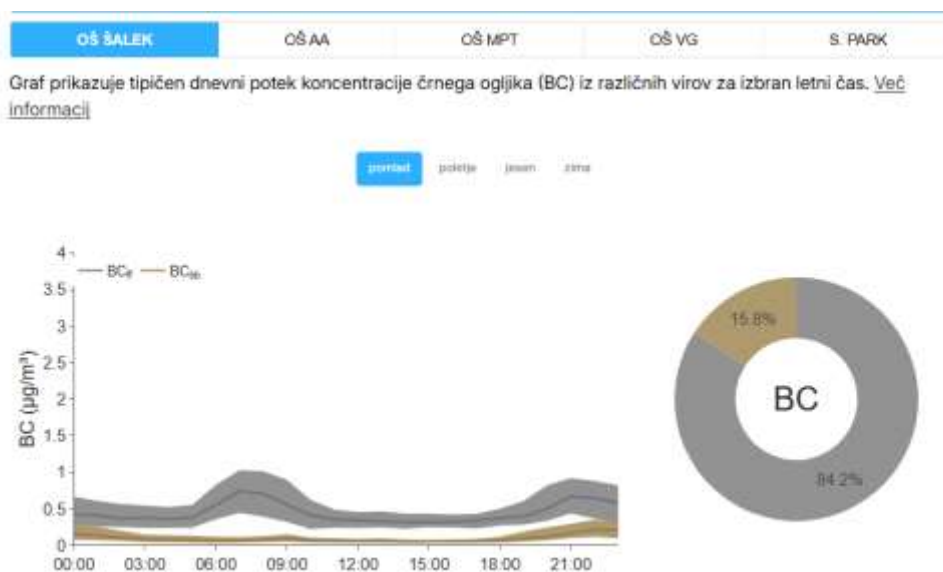 OŠ ŠALEK
OŠ AA
OŠ MPT
OŠ VG
S. PARK
Graf prikazuje tipičen dnevni potek koncentracije črnega ogljika (BC) iz različnih virov za izbran letni čas. Več
informacij
pomlad
poletje
jesen
zima
4
BCff
BCbb
3.5
3
2.5
2
1.5
1
0.5
0
BC (µg/m³)
00:00
03:00
06:00
09:00
12:00
15:00
18:00
21:00
15.8%
BC
84.2%